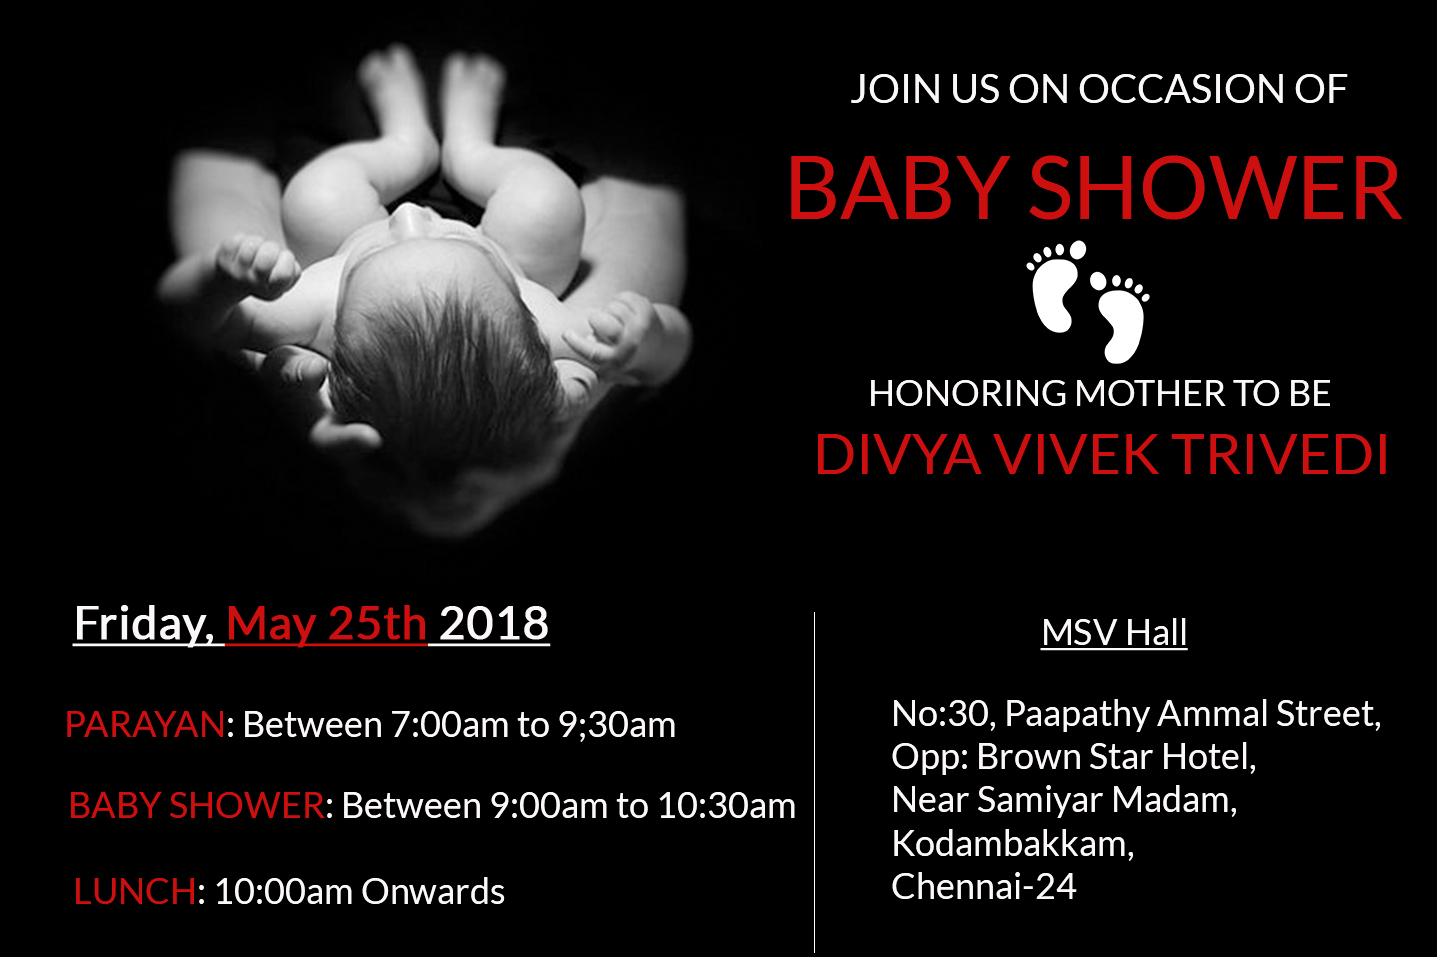 JOIN US ON OCCASION OF
BABY SHOWER
HONORING MOTHER TO BE
DIVYA VIVEK TRIVEDI
Friday, May 25th 2018
PARAYAN: Between 7:00am to 9;30am
BABY SHOWER: Between 9:00am to 10:30am
LUNCH: 10:00am Onwards
MSV Hall
No:30, Paapathy Ammal Street,
Opp: Brown Star Hotel,
Near Samiyar Madam,
Kodambakkam,
Chennai-24